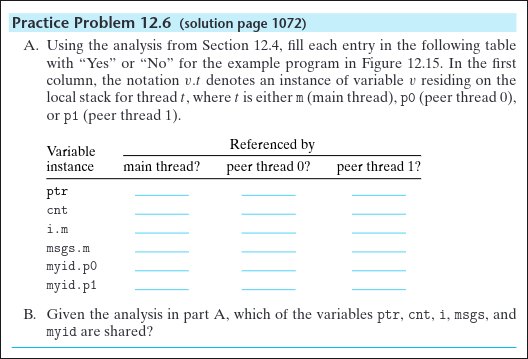 Practice Problem 12.6 (solution page 1072)
A. Using the analysis from Section 12.4, fill each entry in the following table
with “Yes” or “No” for the example program in Figure 12.15. In the first
column, the notation v.t denotes an instance of variable v residing on the
local stack for thread t, where t is either m (main thread), p0 (peer thread 0),
or p1 (peer thread 1).
Variable Referenced by
instance main thread? peer thread 0? peer thread 1?
ptr
cnt
i.m
msgs.m
myid.p0
myid.p1
B. Given the analysis in part A, which of the variables ptr, cnt, i, msgs, and
myid are shared?